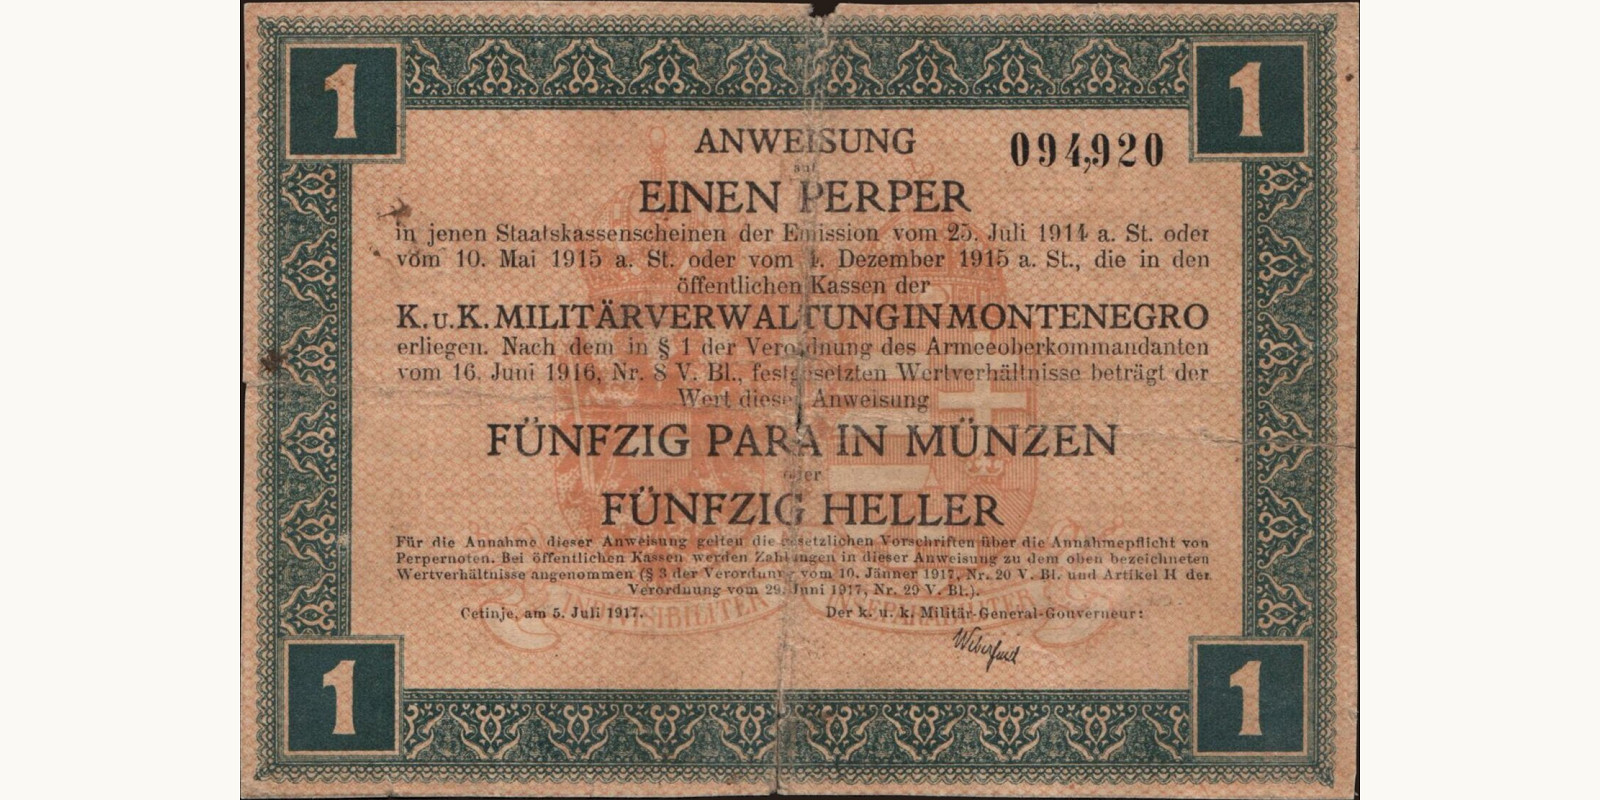 1 1
ANWEISUNG
094,920
auf
EINEN PERPER
in jenen Staatskassenscheinen der Emission vom 25. Juli 1914 a. St. oder
vom 10. Mai 1915 a. St. oder vom 4. Dezember 1915 a. St., die in den
öffentlichen Kassen der
K. u. K. MILITÄRVERWALTUNG IN MONTENEGRO
erliegen. Nach dem in § 1 der Verordnung des Armeeoberkommandanten
vom 16. Juni 1916, Nr. 8 V. Bl., festgesetzten Wertverhältnisse beträgt der
Wert dieser Anweisung
FÜNFZIG PARA IN MÜNZEN
oder
FÜNFZIG HELLER
Für die Annahme dieser Anweisung gelten die gesetzlichen Vorschriften über die Annahmepflicht von
Perpernoten. Bei öffentlichen Kassen werden Zahlungen in dieser Anweisung zu dem oben bezeichneten
Wertverhältnisse angenommen (§ 3 der Verordnung vom 10. Jänner 1917, Nr. 20 V. Bl. und Artikel II der
Verordnung vom 29. Juni 1917, Nr. 29 V. Bl.).
INDIVISIBILITER INSEPARABILITER
Cetinje, am 5. Juli 1917. Der k. u. k. Militär-General-Gouverneur:
1 1